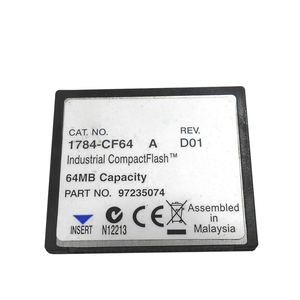 CAT. NO. REV.
1784-CF64 A D01
Industrial CompactFlash™
64MB Capacity
PART NO. 97235074
INSERT N12213 CE Assembled in
Malaysia